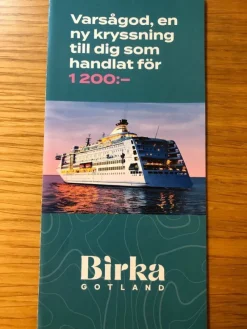 Varsågod, en
ny kryssning
till dig som
handlat för
1 200:–
Birka
GOTLAND